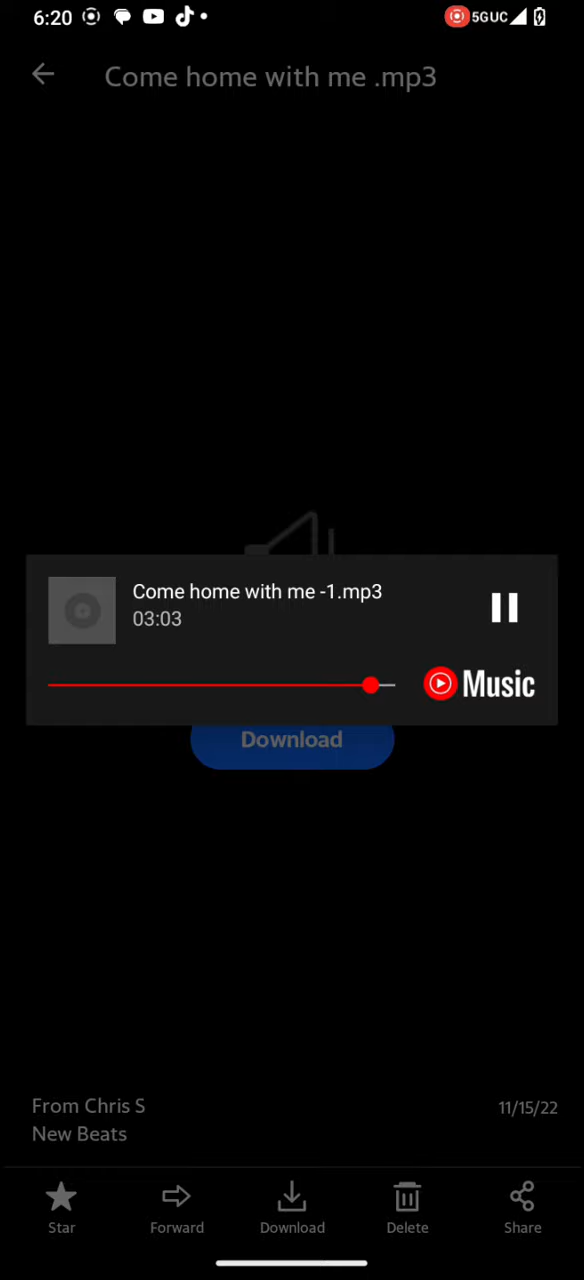 6:20
5GUC
Come home with me .mp3
Come home with me -1.mp3
03:03
Music
Download
From Chris S
11/15/22
New Beats
Star
Forward
Download
Delete
Share